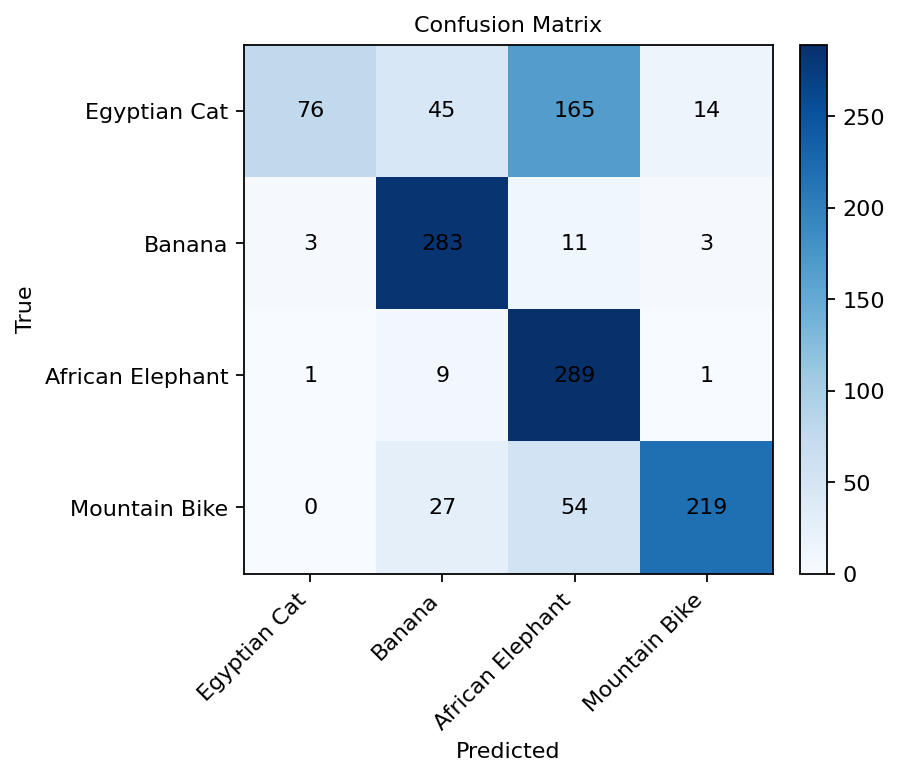 Confusion Matrix
Egyptian Cat 76 45 165 14
Banana 3 283 11 3
African Elephant 1 9 289 1
Mountain Bike 0 27 54 219
True
Egyptian Cat Banana African Elephant Mountain Bike
Predicted
250
200
150
100
50
0